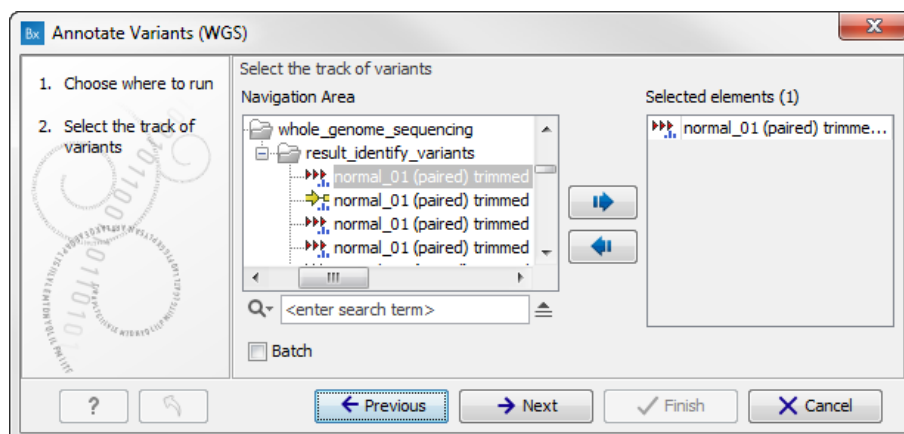 Bx Annotate Variants (WGS)
1. Choose where to run
2. Select the track of
variants
Select the track of variants
Navigation Area
whole_genome_sequencing
result_identify_variants
normal_01 (paired) trimmed
normal_01 (paired) trimmed
normal_01 (paired) trimmed
normal_01 (paired) trimmed
<enter search term>
Batch
Selected elements (1)
normal_01 (paired) trimme...
?
Previous
Next
Finish
Cancel